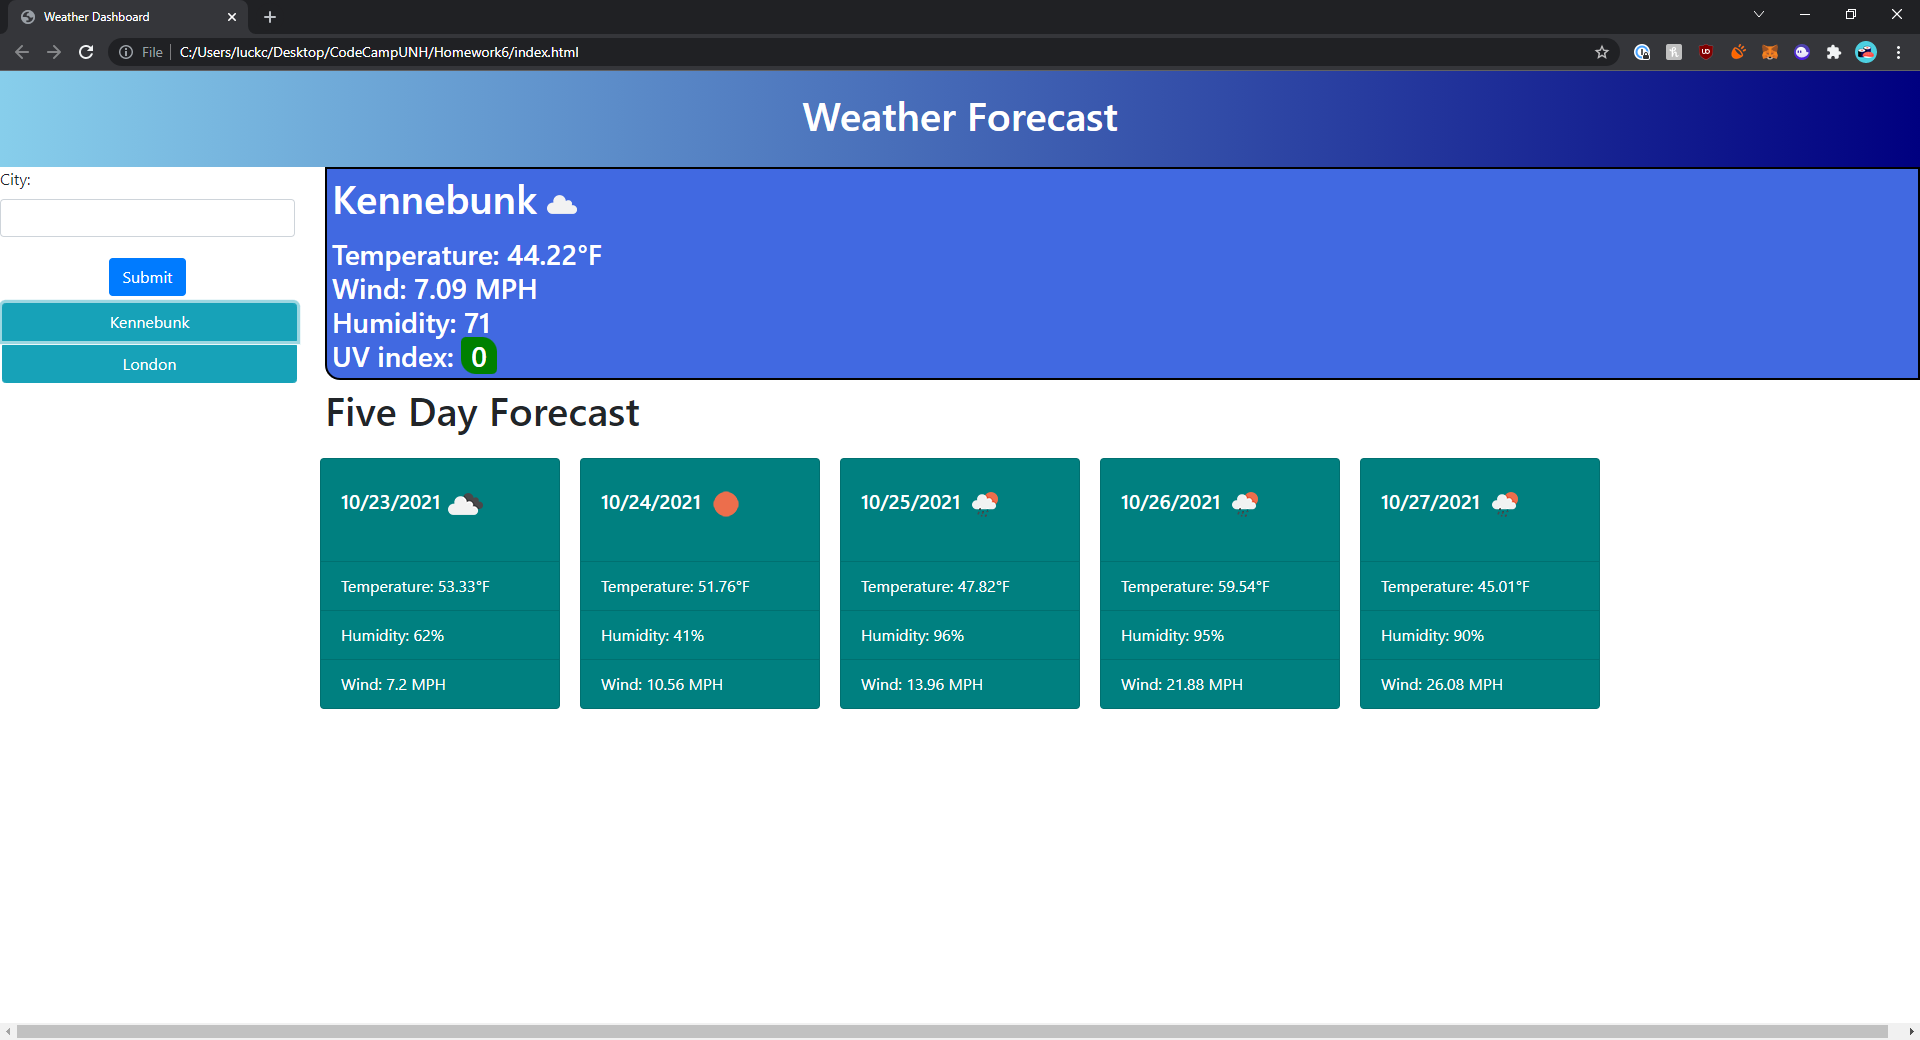 Weather Dashboard
File C:/Users/luckc/Desktop/CodeCampUNH/Homework6/index.html
Weather Forecast
City:
Submit
Kennebunk
London
Kennebunk
Temperature: 44.22°F
Wind: 7.09 MPH
Humidity: 71
UV index: 0
Five Day Forecast
10/23/2021
Temperature: 53.33°F
Humidity: 62%
Wind: 7.2 MPH
10/24/2021
Temperature: 51.76°F
Humidity: 41%
Wind: 10.56 MPH
10/25/2021
Temperature: 47.82°F
Humidity: 96%
Wind: 13.96 MPH
10/26/2021
Temperature: 59.54°F
Humidity: 95%
Wind: 21.88 MPH
10/27/2021
Temperature: 45.01°F
Humidity: 90%
Wind: 26.08 MPH